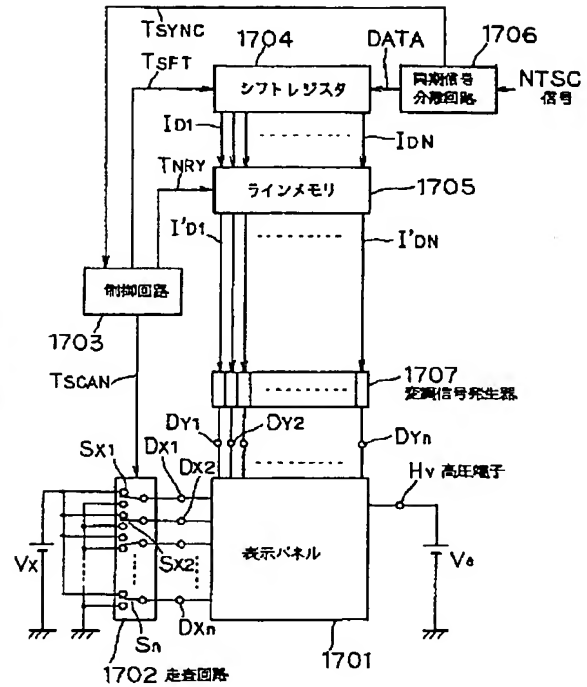 TSYNC
TSFT
1704
DATA
1706
シフトレジスタ
同期信号
分離回路
NTSC
信号
ID1
IDN
TNRY
ラインメモリ
1705
I'D1
I'DN
制御回路
1703
TSCAN
1707
変調信号発生器
DY1
DY2
DYn
SX1
DX1
DX2
HV 高圧端子
表示パネル
VX
SX2
Va
Sn
DXn
1702 走査回路
1701